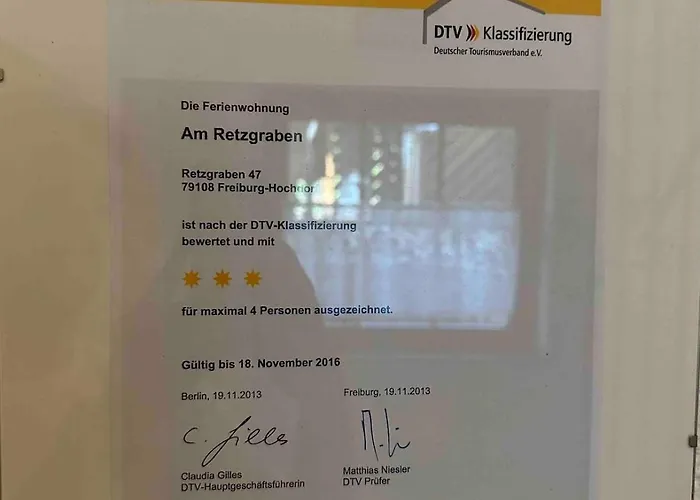 DTV Klassifizierung
Deutscher Tourismusverband e.V.
Die Ferienwohnung
Am Retzgraben
Retzgraben 47
79108 Freiburg-Hochdorf
ist nach der DTV-Klassifizierung
bewertet und mit
für maximal 4 Personen ausgezeichnet.
Gültig bis 18. November 2016
Berlin, 19.11.2013
Freiburg, 19.11.2013
C. Gilles
Claudia Gilles
DTV-Hauptgeschäftsführerin
Matthias Niesler
DTV Prüfer